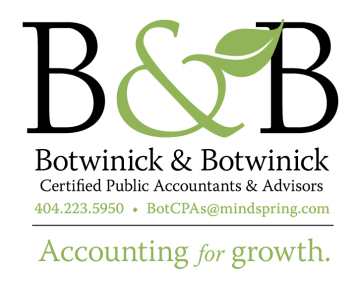 B&B
Botwinick & Botwinick
Certified Public Accountants & Advisors
404.223.5950 • BotCPAs@mindspring.com
Accounting for growth.